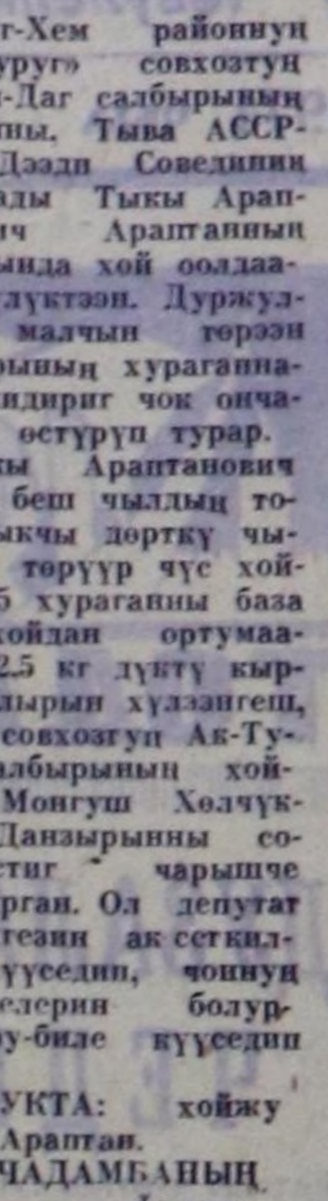 г-Хем районнуң
уруг» совхозтуң
-Даг салбырының
ны. Тыва АССР-
Дээди Совединиң
ады Тыкы Арап-
ич Араптанның
ында хой оолдаа-
лүктээн. Дуржул-
малчын төрээн
рының хураганна-
ндириг чок онча-
өстүрүп турар.
кы Араптанович
беш чылдың то-
ыкчы дөрткү чы-
төрүүр чүс хой-
5 хураганны база
хойдан ортумаа-
2.5 кг дүктү кыр-
лырын хүлээнгеш,
совхозтуң Ак-Ту-
албырының хой-
Монгуш Хөлчүк-
Данзырынны со-
стиг чарышче
рган. Ол депутат
гезин ак сеткил-
үүседип, чоннуң
елерин болур-
у-биле күүседип
УКТА: хойжу
Араптан.
ЧАДАМБАНЫҢ